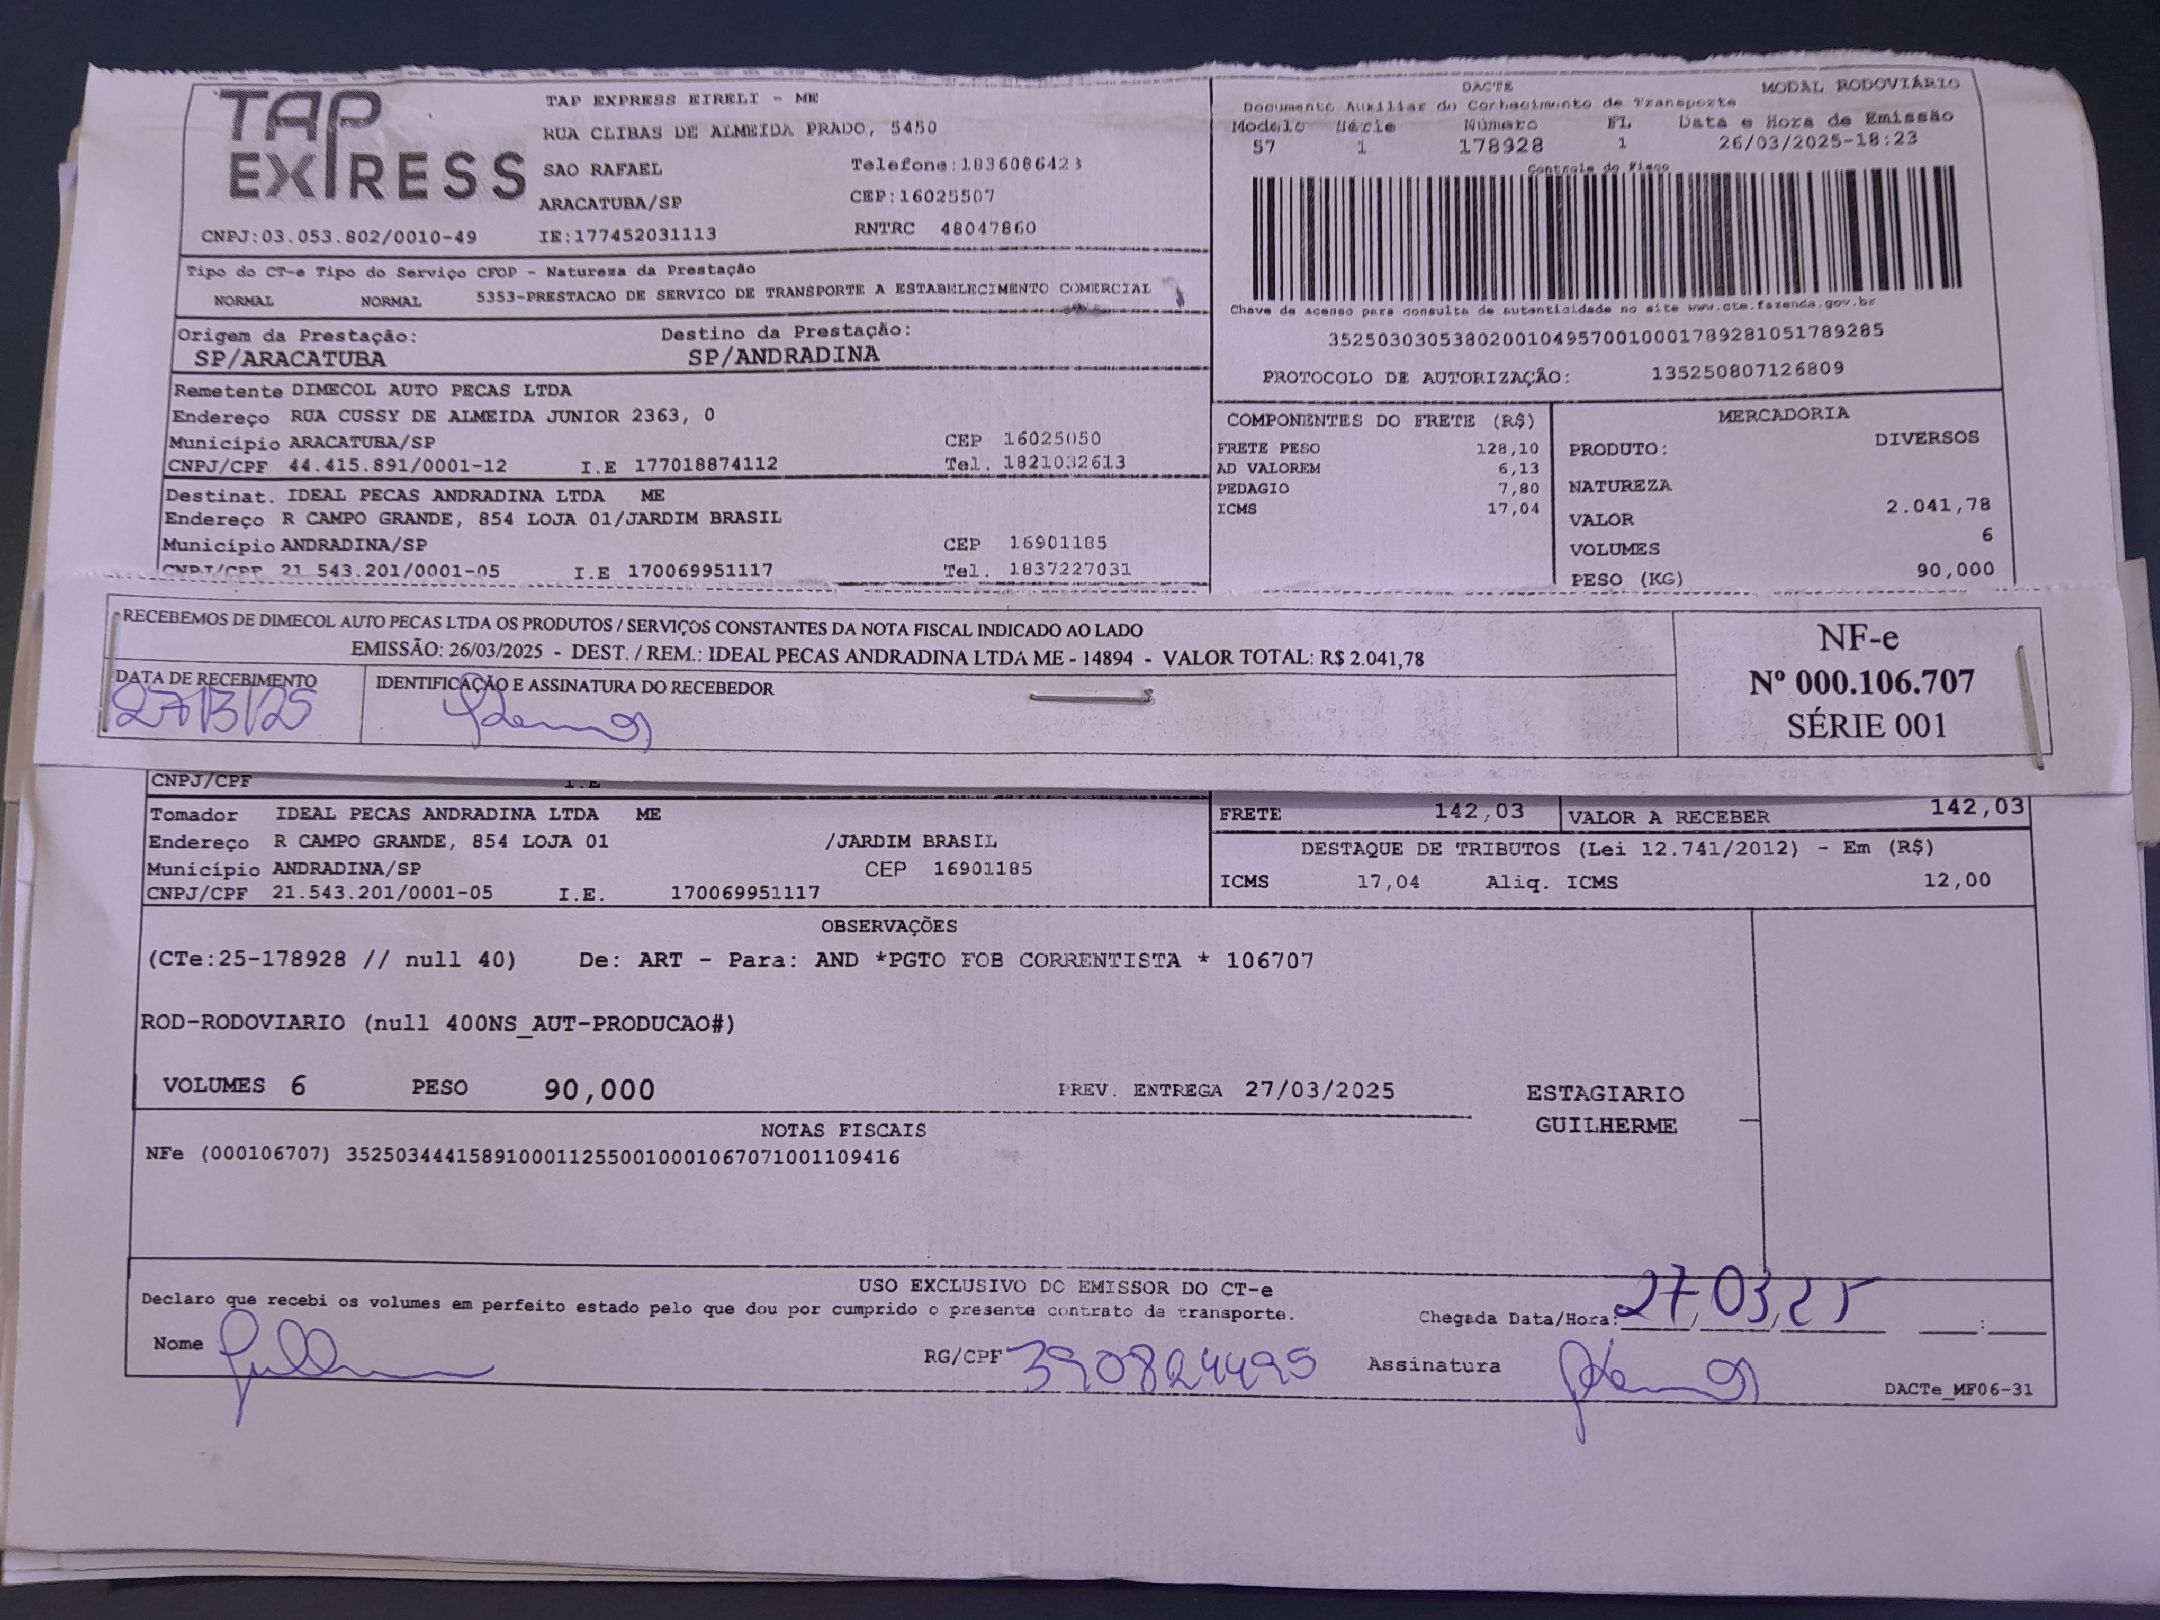 TAP EXPRESS
TAP EXPRESS EIRELI - ME
RUA CLIBAS DE ALMEIDA PRADO, 5450
SAO RAFAEL Telefone:1836086423
ARACATUBA/SP CEP:16025507
CNPJ:03.053.802/0010-49 IE:177452031113 RNTRC 48047860
DACTE MODAL RODOVIÁRIO
Documento Auxiliar do Conhecimento de Transporte
Modelo Série Número FL Data e Hora de Emissão
57 1 178928 1 26/03/2025-18:23
Controle do Fisco
Chave de Acesso para consulta de autenticidade no site www.cte.fazenda.gov.br
35250303053802001049570010001789281051789285
PROTOCOLO DE AUTORIZAÇÃO: 135250807126809
Tipo do CT-e Tipo do Serviço CFOP - Natureza da Prestação
NORMAL NORMAL 5353-PRESTACAO DE SERVICO DE TRANSPORTE A ESTABELECIMENTO COMERCIAL
Origem da Prestação: Destino da Prestação:
SP/ARACATUBA SP/ANDRADINA
Remetente DIMECOL AUTO PECAS LTDA
Endereço RUA CUSSY DE ALMEIDA JUNIOR 2363, 0
Município ARACATUBA/SP CEP 16025050
CNPJ/CPF 44.415.891/0001-12 I.E 177018874112 Tel. 1821032613
Destinat. IDEAL PECAS ANDRADINA LTDA ME
Endereço R CAMPO GRANDE, 854 LOJA 01/JARDIM BRASIL
Município ANDRADINA/SP CEP 16901185
CNPJ/CPF 21.543.201/0001-05 I.E 170069951117 Tel. 1837227031
COMPONENTES DO FRETE (R$)
FRETE PESO 128,10
AD VALOREM 6,13
PEDAGIO 7,80
ICMS 17,04
MERCADORIA
PRODUTO: DIVERSOS
NATUREZA
VALOR 2.041,78
VOLUMES 6
PESO (KG) 90,000
RECEBEMOS DE DIMECOL AUTO PECAS LTDA OS PRODUTOS / SERVIÇOS CONSTANTES DA NOTA FISCAL INDICADO AO LADO
EMISSÃO: 26/03/2025 - DEST. / REM.: IDEAL PECAS ANDRADINA LTDA ME - 14894 - VALOR TOTAL: R$ 2.041,78
DATA DE RECEBIMENTO IDENTIFICAÇÃO E ASSINATURA DO RECEBEDOR
27/3/25
NF-e
Nº 000.106.707
SÉRIE 001
CNPJ/CPF I.E
Tomador IDEAL PECAS ANDRADINA LTDA ME
Endereço R CAMPO GRANDE, 854 LOJA 01 /JARDIM BRASIL
Município ANDRADINA/SP CEP 16901185
CNPJ/CPF 21.543.201/0001-05 I.E. 170069951117
FRETE 142,03 VALOR A RECEBER 142,03
DESTAQUE DE TRIBUTOS (Lei 12.741/2012) - Em (R$)
ICMS 17,04 Aliq. ICMS 12,00
OBSERVAÇÕES
(CTe:25-178928 // null 40) De: ART - Para: AND *PGTO FOB CORRENTISTA * 106707
ROD-RODOVIARIO (null 400NS_AUT-PRODUCAO#)
VOLUMES 6 PESO 90,000 PREV. ENTREGA 27/03/2025 ESTAGIARIO
GUILHERME
NOTAS FISCAIS
NFe (000106707) 35250344415891000112550010001067071001109416
USO EXCLUSIVO DO EMISSOR DO CT-e
Declaro que recebi os volumes em perfeito estado pelo que dou por cumprido o presente contrato de transporte. Chegada Data/Hora: 27,03,25 :
Nome RG/CPF 390824495 Assinatura
DACTe_MF06-31